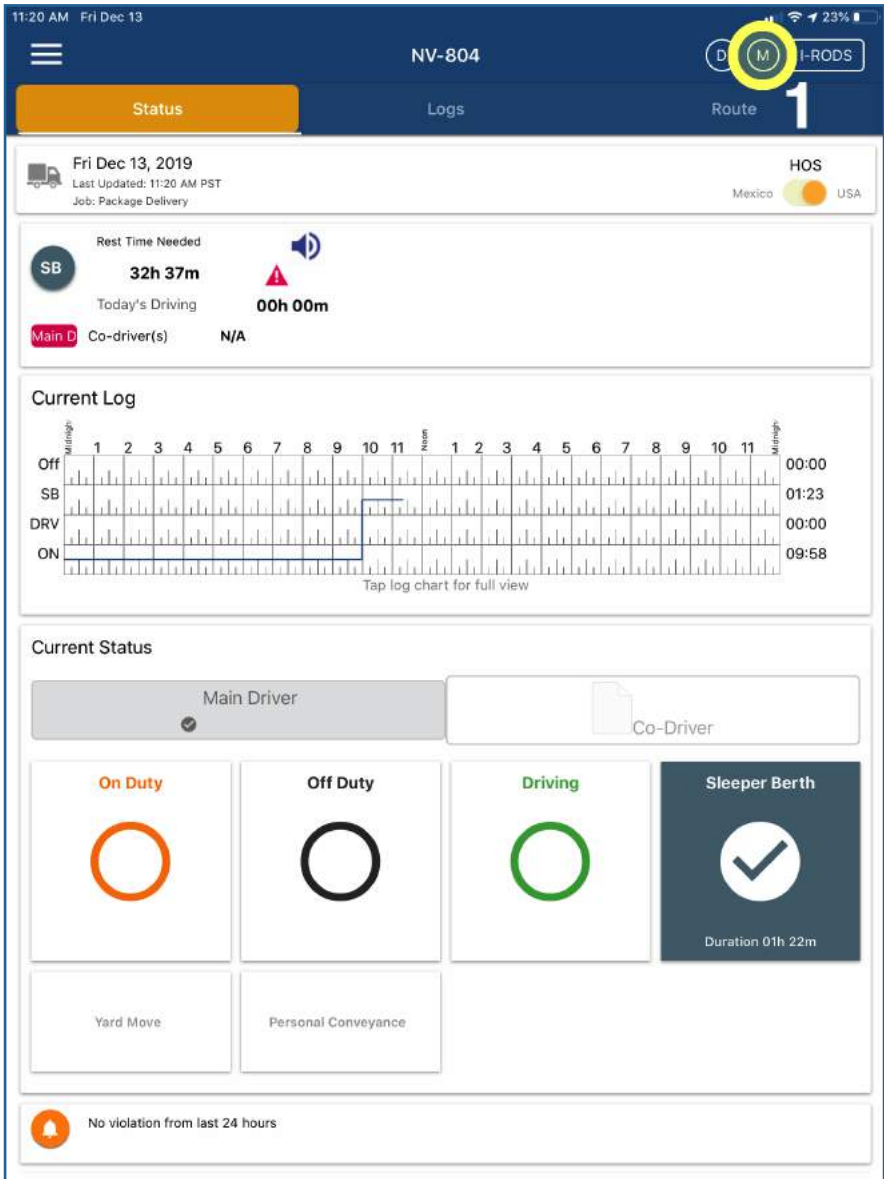 11:20 AM Fri Dec 13 23%
NV-804 D M I-RODS
Status Logs Route 1
Fri Dec 13, 2019 HOS
Last Updated: 11:20 AM PST
Mexico USA
Job: Package Delivery
Rest Time Needed
SB 32h 37m
Today's Driving 00h 00m
Main D Co-driver(s) N/A
Current Log
Midnigh 1 2 3 4 5 6 7 8 9 10 11 Noon 1 2 3 4 5 6 7 8 9 10 11 Midnigh
Off 00:00
SB 01:23
DRV 00:00
ON 09:58
Tap log chart for full view
Current Status
Main Driver
Co-Driver
On Duty Off Duty Driving Sleeper Berth
Duration 01h 22m
Yard Move Personal Conveyance
No violation from last 24 hours